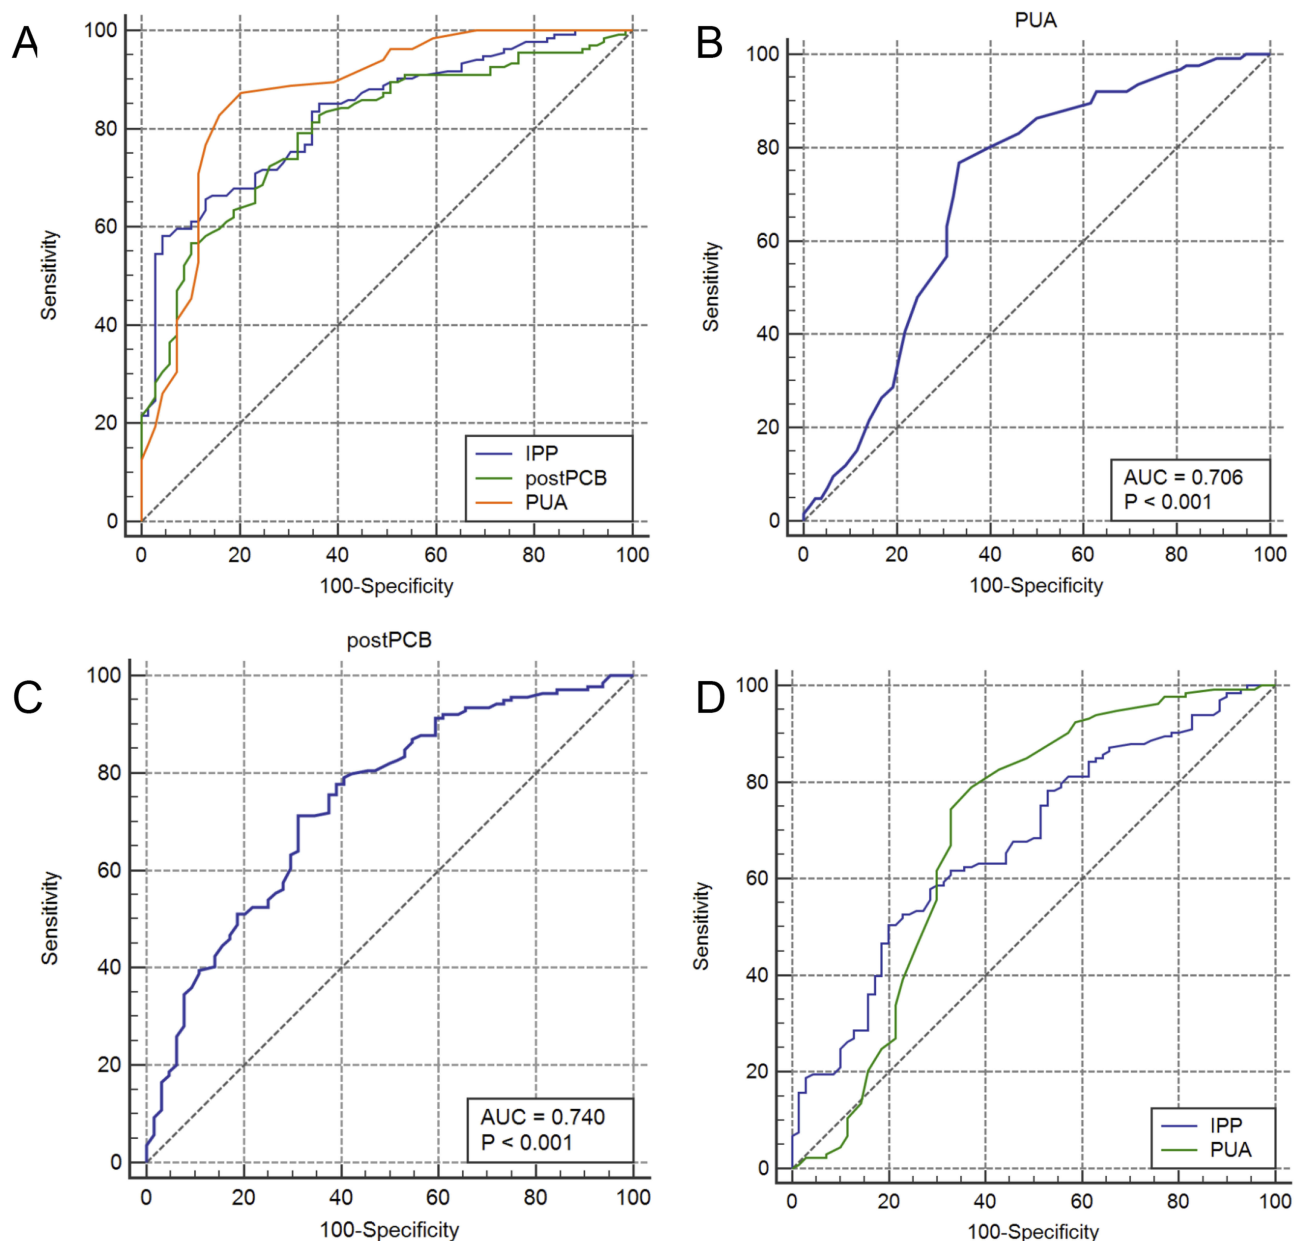 A
100
80
60
40
20
0
Sensitivity
IPP
postPCB
PUA
0 20 40 60 80 100
100-Specificity
B
PUA
100
80
60
40
20
0
Sensitivity
AUC = 0.706
P < 0.001
0 20 40 60 80 100
100-Specificity
C
postPCB
100
80
60
40
20
0
Sensitivity
AUC = 0.740
P < 0.001
0 20 40 60 80 100
100-Specificity
D
100
80
60
40
20
0
Sensitivity
IPP
PUA
0 20 40 60 80 100
100-Specificity